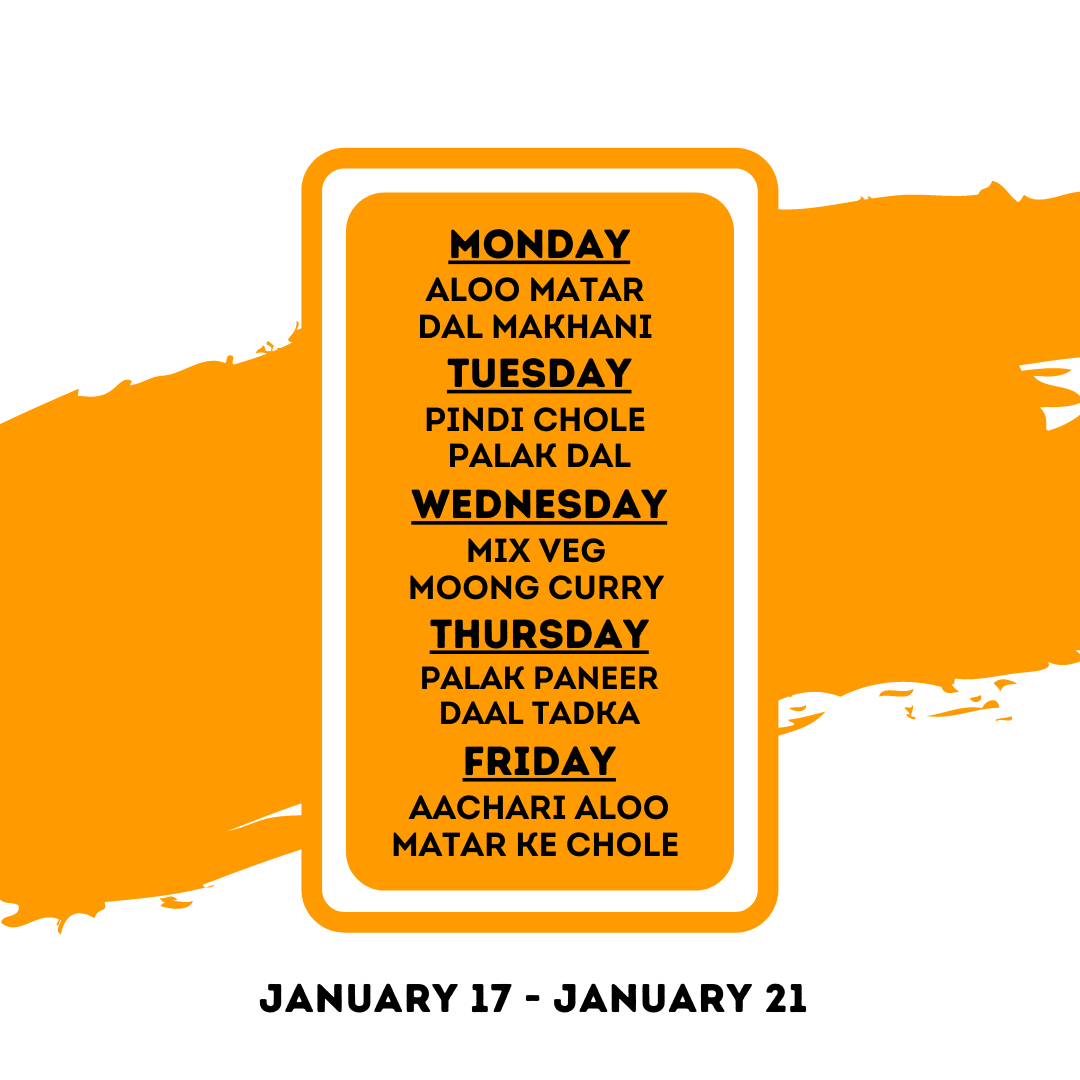 MONDAY
ALOO MATAR
DAL MAKHANI
TUESDAY
PINDI CHOLE
PALAK DAL
WEDNESDAY
MIX VEG
MOONG CURRY
THURSDAY
PALAK PANEER
DAAL TADKA
FRIDAY
AACHARI ALOO
MATAR KE CHOLE
JANUARY 17 - JANUARY 21